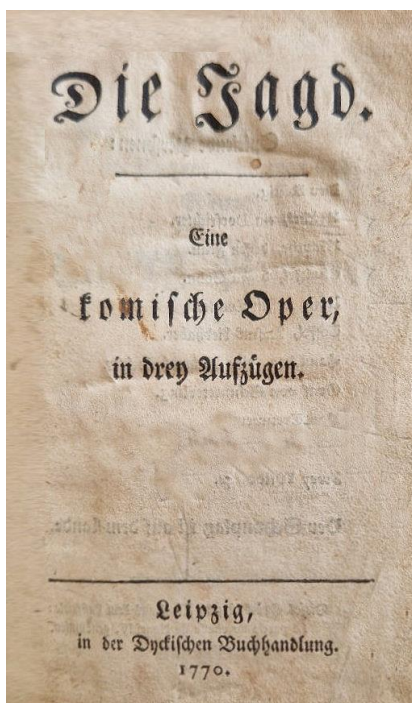 Die Jagd.
Eine
komische Oper,
in drey Aufzügen.
Leipzig,
in der Dyckischen Buchhandlung.
1770.